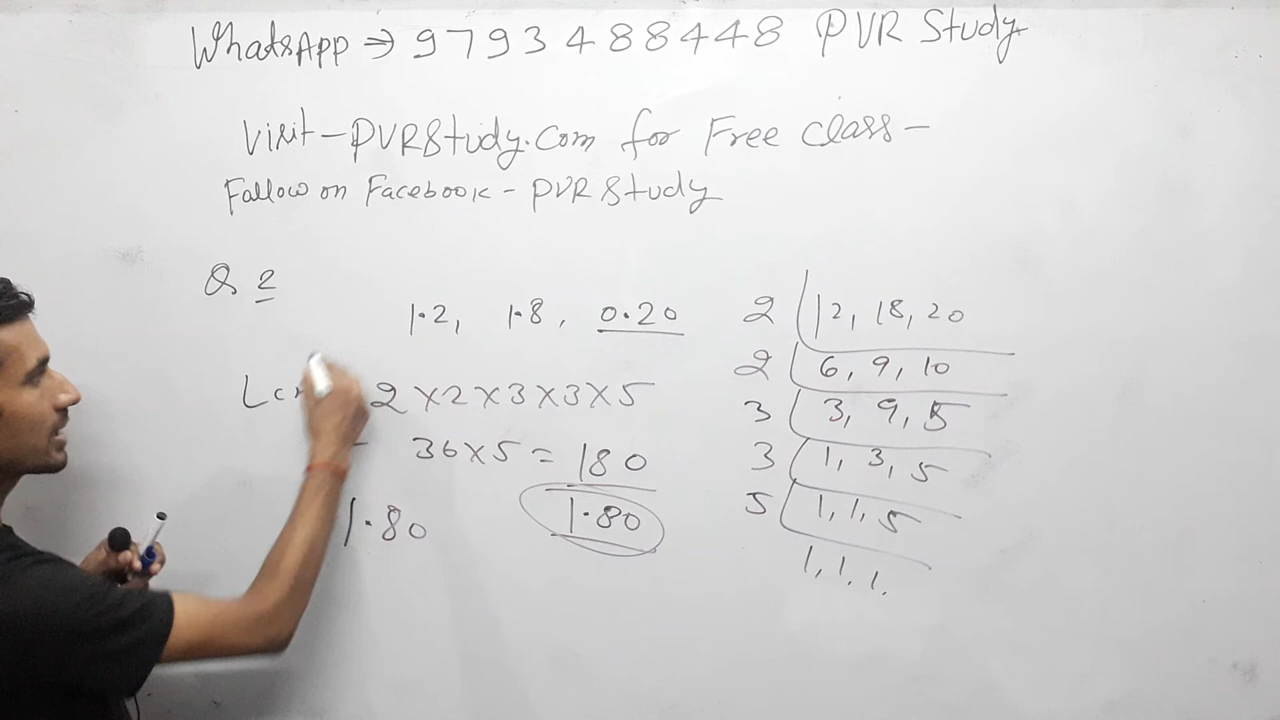 WhatsApp ⇒ 9793488448 PVR Study
Visit-PVRStudy.Com for Free Class-
Fallow on Facebook - PVR Study
Q 2
1.2, 1.8, 0.20
2 × 2 × 3 × 3 × 5
36×5 = 180
1.80
1.80
2 | 12, 18, 20
2 | 6, 9, 10
3 | 3, 9, 5
3 | 1, 3, 5
5 | 1, 1, 5
1, 1, 1.